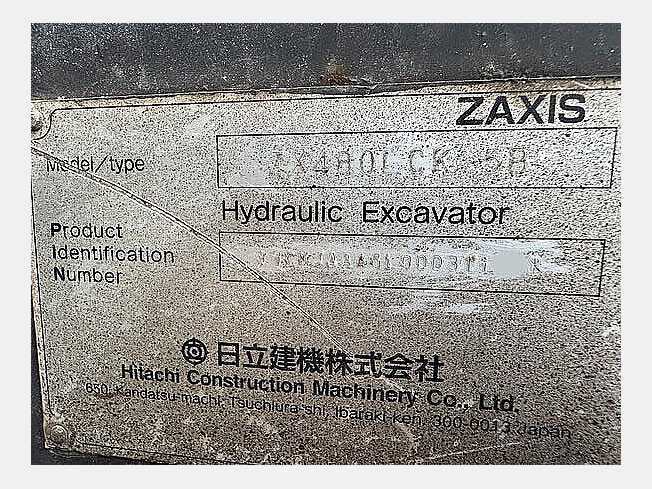 ZAXIS
Model/type
Hydraulic Excavator
Product
Identification
Number
日立建機株式会社
Hitachi Construction Machinery Co., Ltd.
650, Kandatsu-machi, Tsuchiura-shi, Ibaraki-ken, 300-0013 Japan